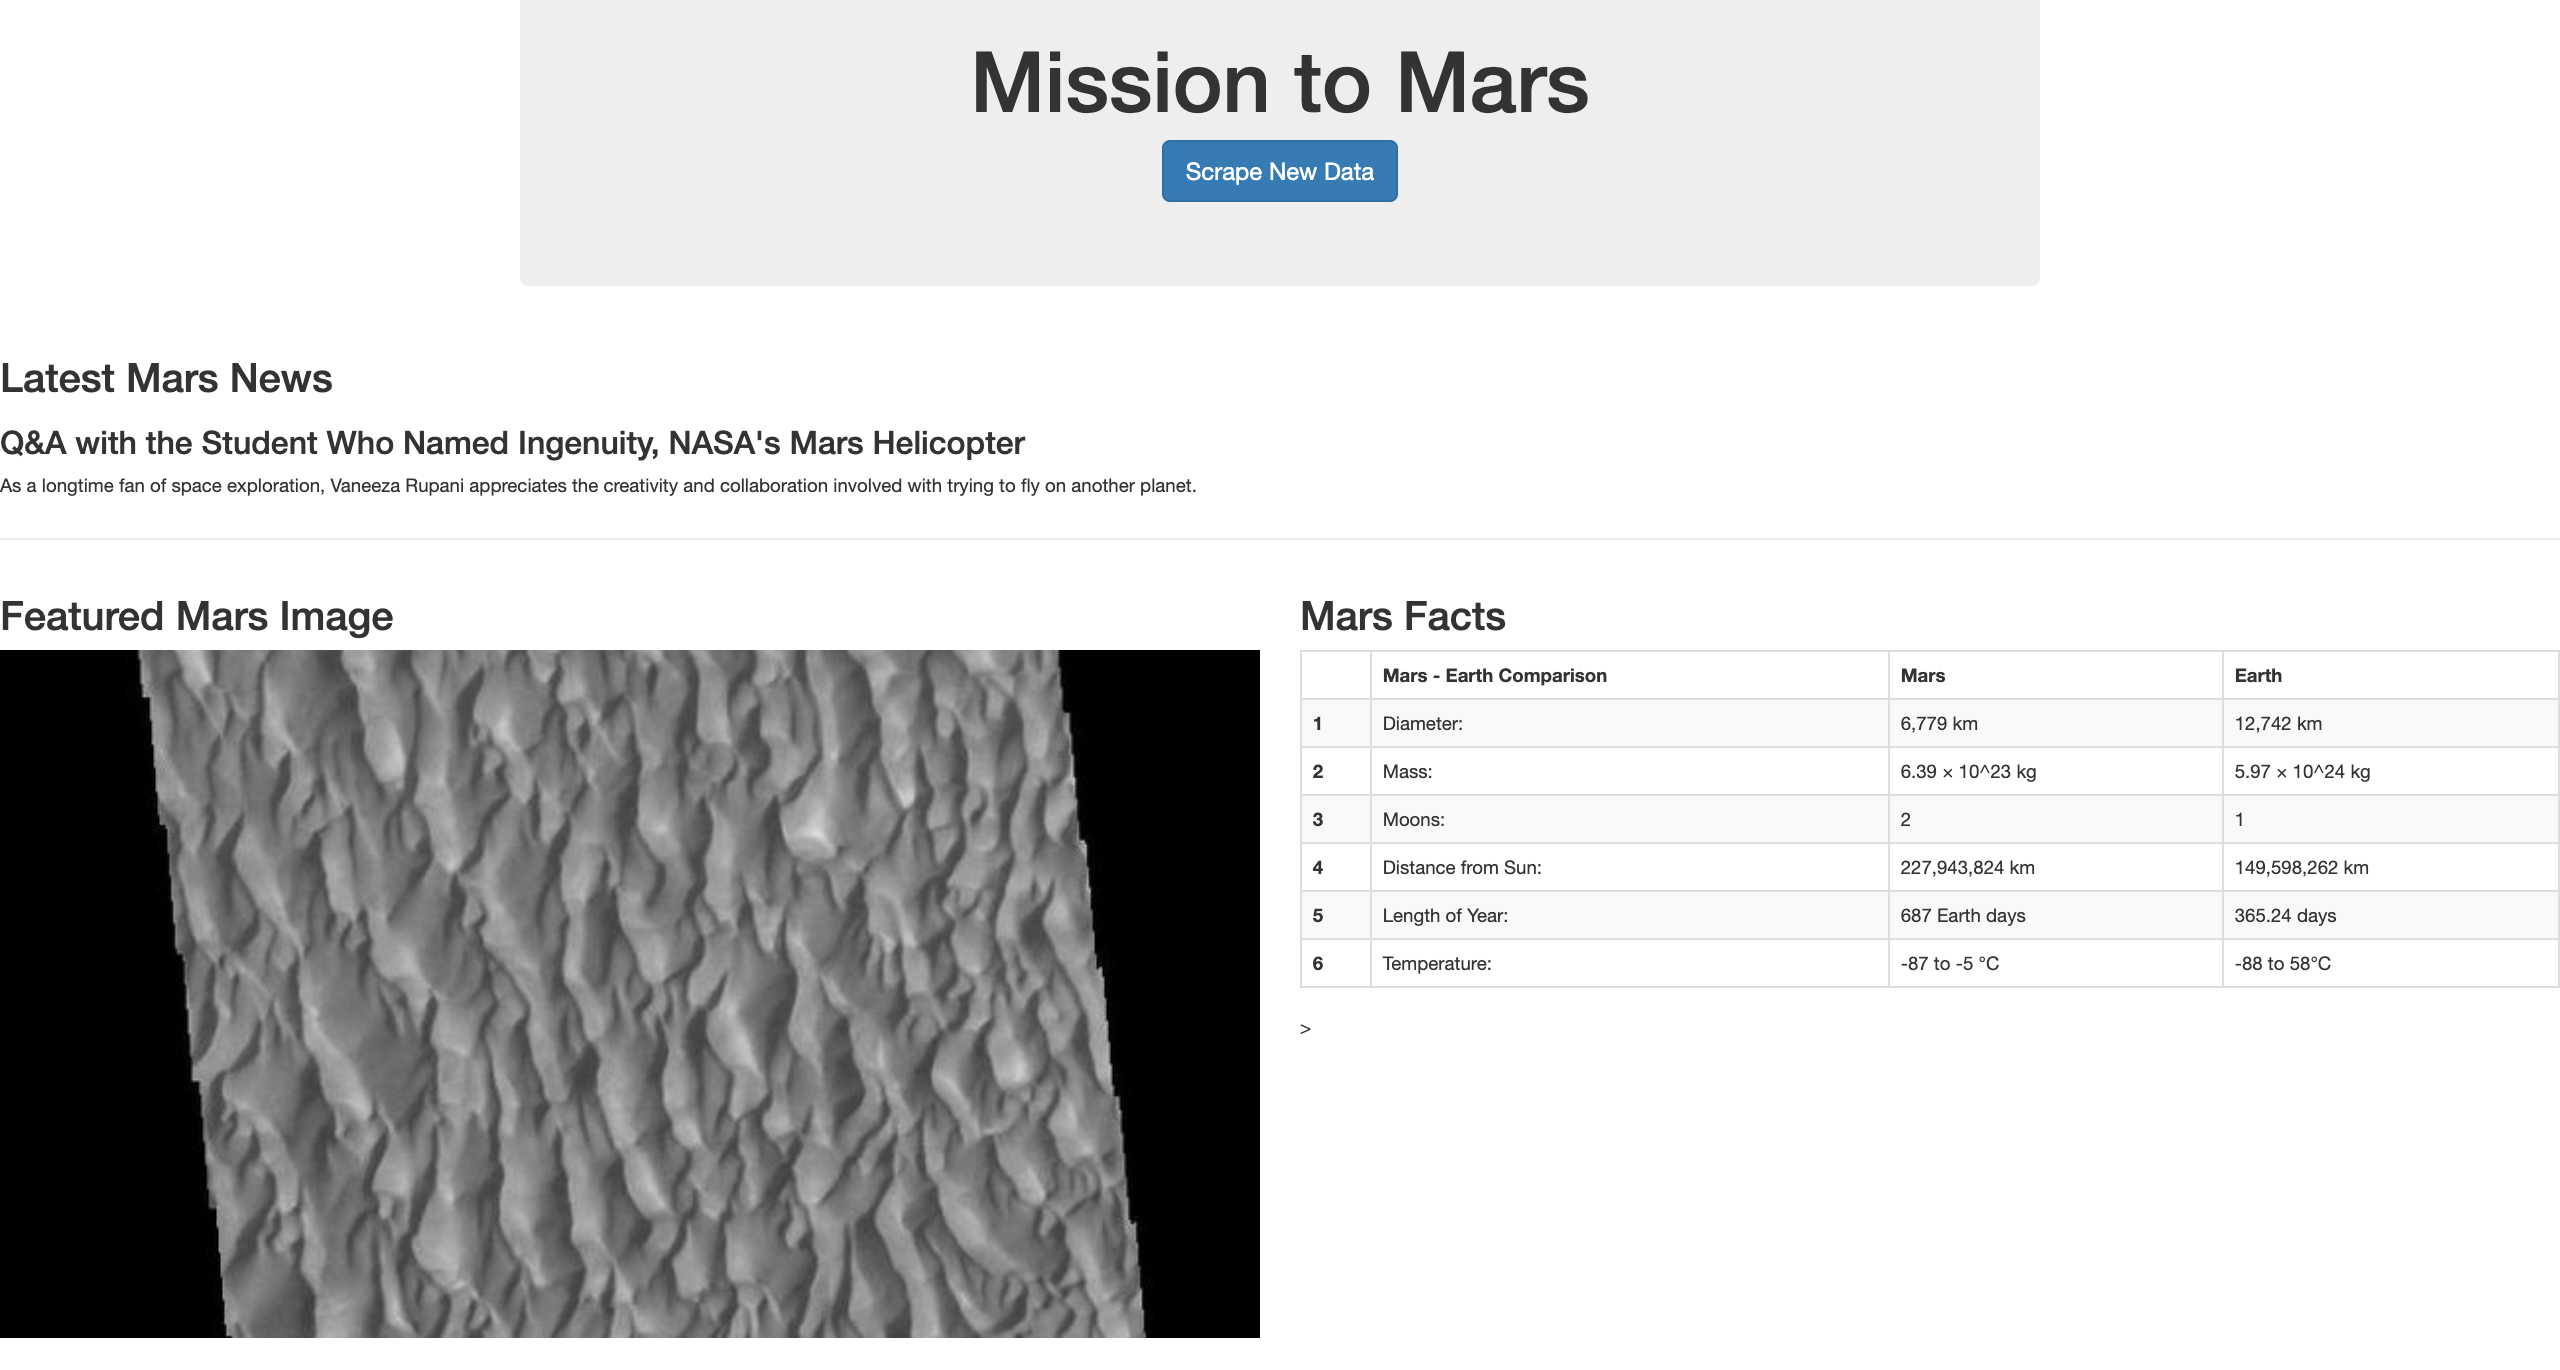 Mission to Mars
Scrape New Data
Latest Mars News
Q&A with the Student Who Named Ingenuity, NASA's Mars Helicopter
As a longtime fan of space exploration, Vaneeza Rupani appreciates the creativity and collaboration involved with trying to fly on another planet.
Featured Mars Image
Mars Facts
Mars - Earth Comparison Mars Earth
1 Diameter: 6,779 km 12,742 km
2 Mass: 6.39 × 10^23 kg 5.97 × 10^24 kg
3 Moons: 2 1
4 Distance from Sun: 227,943,824 km 149,598,262 km
5 Length of Year: 687 Earth days 365.24 days
6 Temperature: -87 to -5 °C -88 to 58°C
>